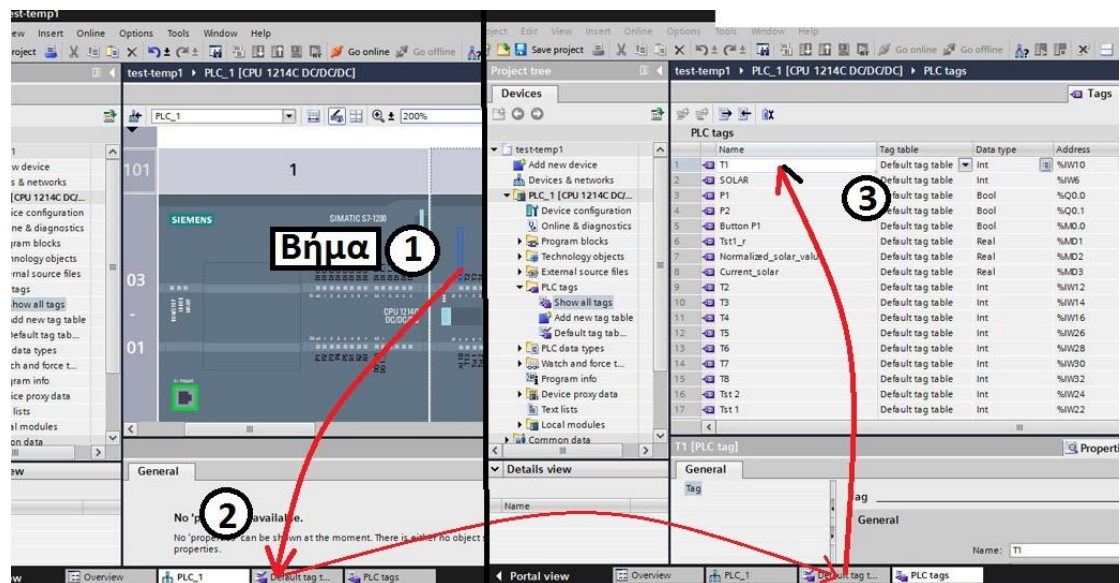 est-temp1
ew Insert Online Options Tools Window Help
roject Go online Go offline
test-temp1 PLC_1 [CPU 1214C DC/DC/DC]
PLC_1 200%
1
w device
s & networks
[CPU 1214C DC/...
ice configuration
ne & diagnostics
gram blocks
hnology objects
ernal source files
tags
Show all tags
Add new tag table
Default tag tab...
data types
tch and force t...
gram info
ice proxy data
lists
al modules
on data
101
1
SIEMENS
SIMATIC S7-1200
Βήμα 1
03
-
01
CPU 1214C
DC/DC/DC
ew
General
2
No 'prop available.
No 'prope can be shown at the moment. There is either no object s
properties.
ew Overview PLC_1 Default tag t... PLC tags
ject Edit View Insert Online Options Tools Window Help
Save project Go online Go offline
Project tree
Devices
test-temp1
Add new device
Devices & networks
PLC_1 [CPU 1214C DC/...
Device configuration
Online & diagnostics
Program blocks
Technology objects
External source files
PLC tags
Show all tags
Add new tag table
Default tag tab...
PLC data types
Watch and force t...
Program info
Device proxy data
Text lists
Local modules
Common data
Details view
Name
test-temp1 PLC_1 [CPU 1214C DC/DC/DC] PLC tags
Tags
PLC tags
Name Tag table Data type Address
1 T1 Default tag table Int %IW10
2 SOLAR Default tag table Int %IW6
3 P1 Default tag table Bool %Q0.0
4 P2 Default tag table Bool %Q0.1
5 Button P1 Default tag table Bool %M0.0
6 Tst1_r Default tag table Real %MD1
7 Normalized_solar_valu Default tag table Real %MD2
8 Current_solar Default tag table Real %MD3
9 T2 Default tag table Int %IW12
10 T3 Default tag table Int %IW14
11 T4 Default tag table Int %IW16
12 T5 Default tag table Int %IW26
13 T6 Default tag table Int %IW28
14 T7 Default tag table Int %IW30
15 T8 Default tag table Int %IW32
16 Tst 2 Default tag table Int %IW24
17 Tst 1 Default tag table Int %IW22
3
T1 [PLC tag]
Properti
General
Tag
ag
General
Name: T1
Portal view Overview PLC_1 Default tag t... PLC tags